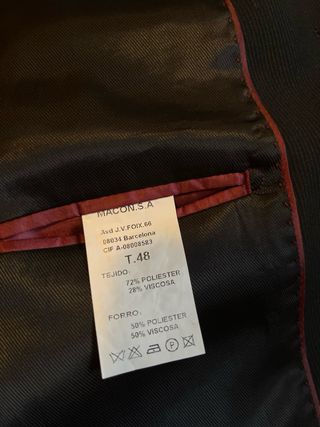 MACON.S.A
Avd J.V.FOIX.66
08034 Barcelona
CIF A-08008583
T.48
TEJIDO:
72% POLIESTER
28% VISCOSA
FORRO:
50% POLIESTER
50% VISCOSA
P